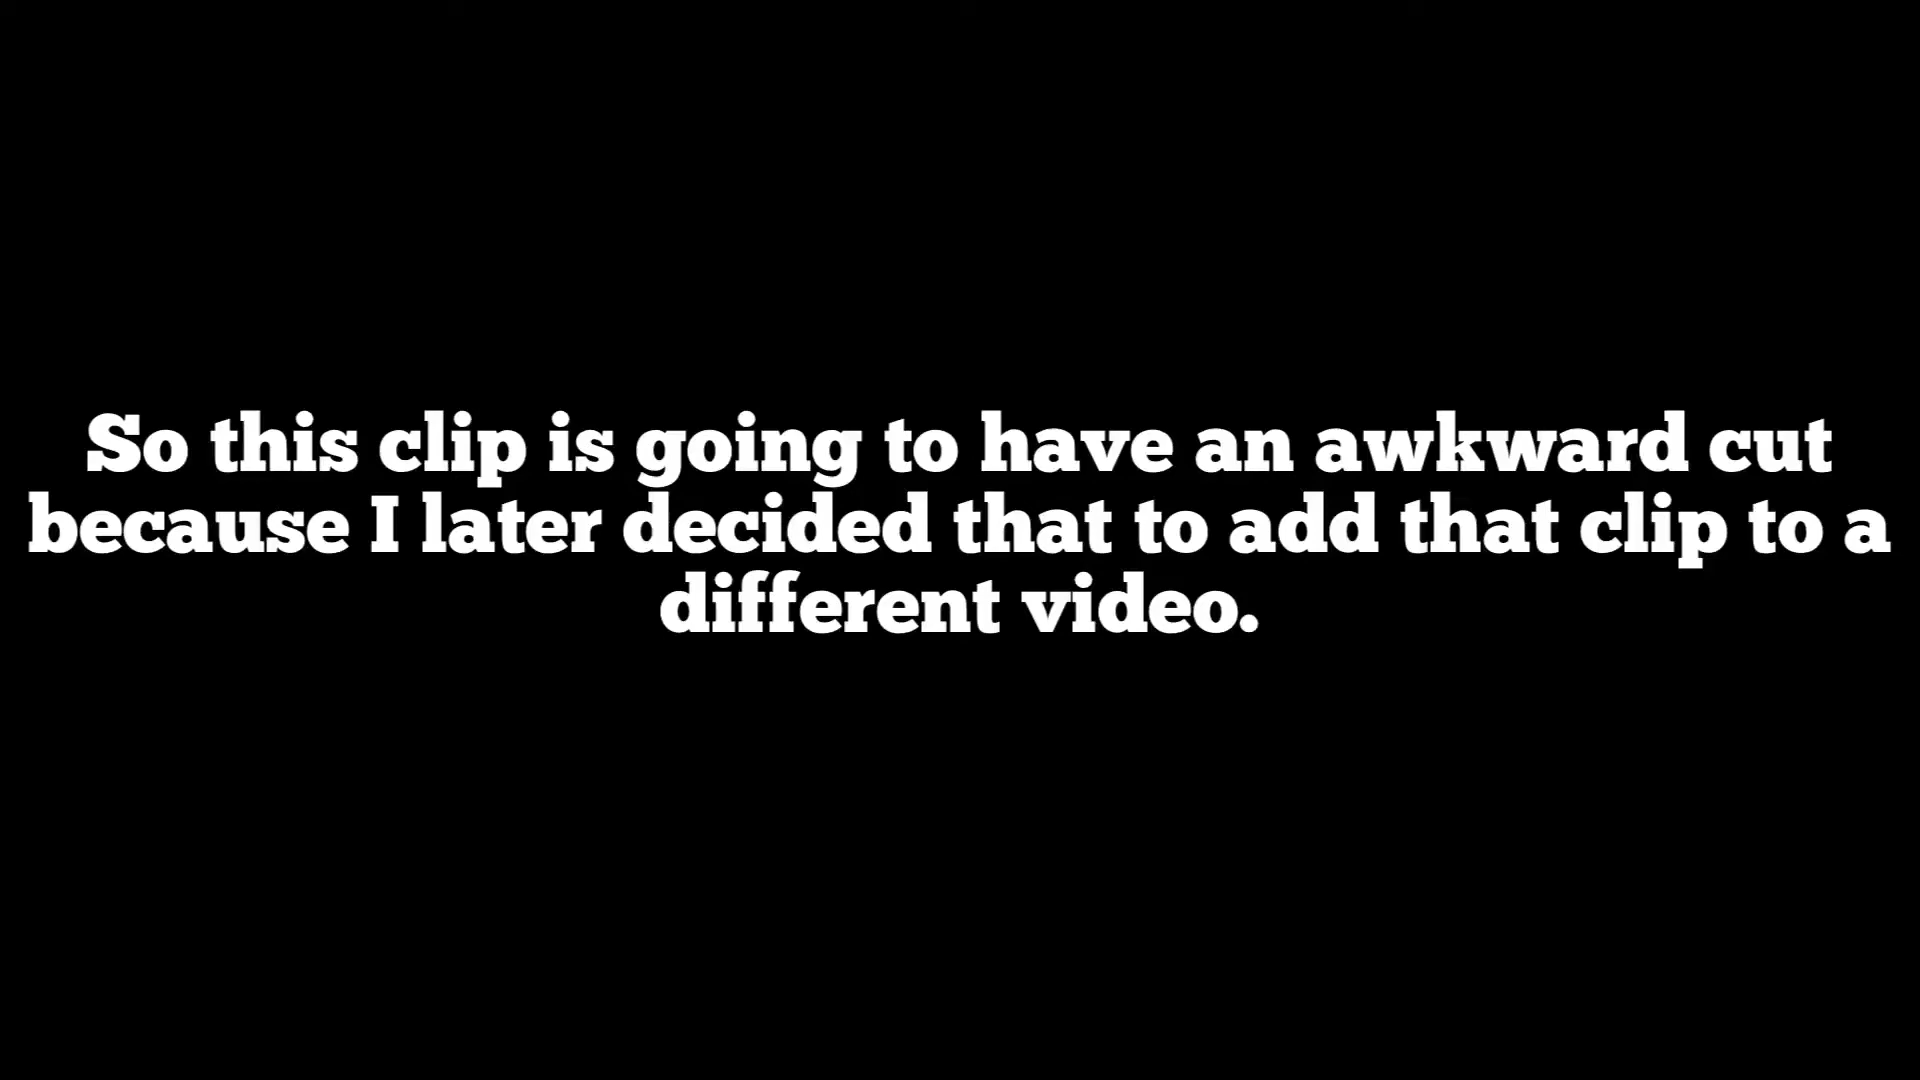 So this clip is going to have an awkward cut
because I later decided that to add that clip to a
different video.